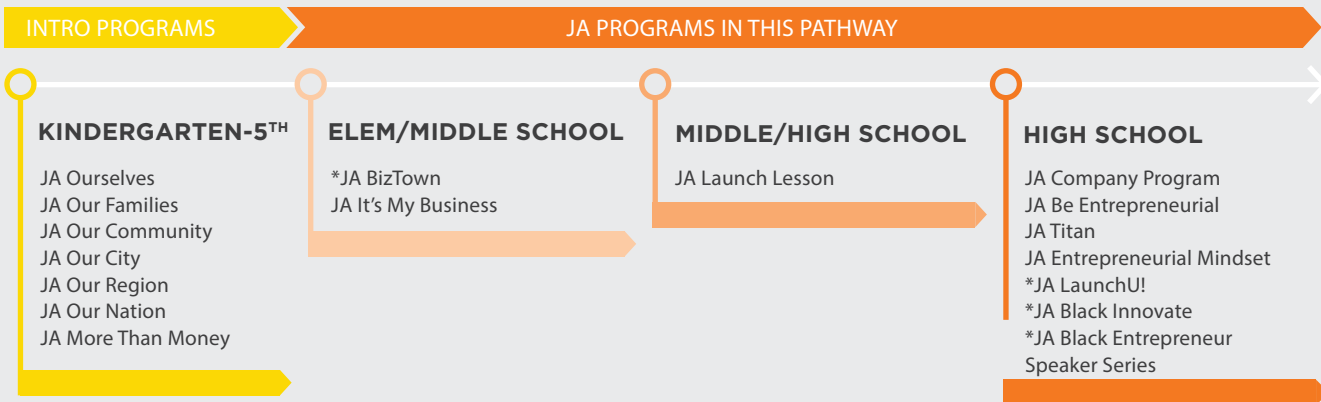 INTRO PROGRAMS
JA PROGRAMS IN THIS PATHWAY
KINDERGARTEN-5TH
JA Ourselves
JA Our Families
JA Our Community
JA Our City
JA Our Region
JA Our Nation
JA More Than Money
ELEM/MIDDLE SCHOOL
*JA BizTown
JA It's My Business
MIDDLE/HIGH SCHOOL
JA Launch Lesson
HIGH SCHOOL
JA Company Program
JA Be Entrepreneurial
JA Titan
JA Entrepreneurial Mindset
*JA LaunchU!
*JA Black Innovate
*JA Black Entrepreneur
Speaker Series